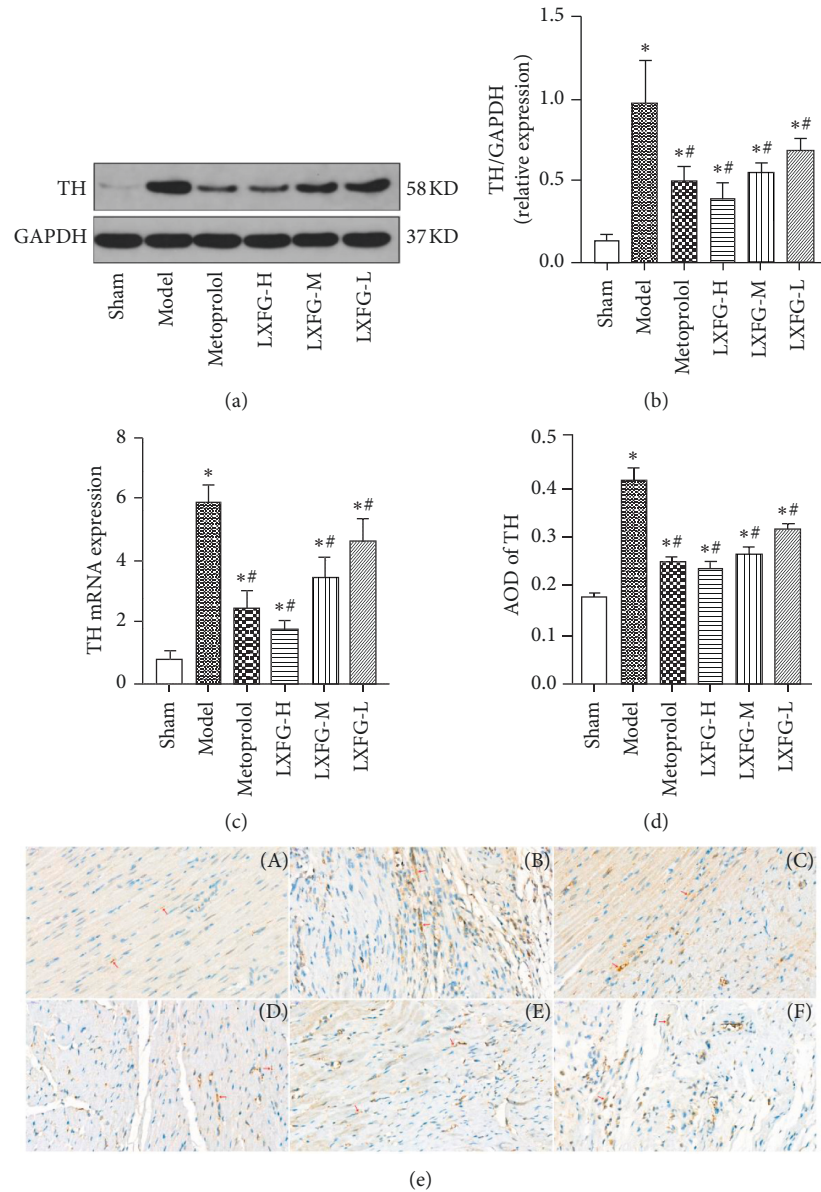 TH
58 KD
GAPDH
37 KD
Sham
Model
Metoprolol
LXFG-H
LXFG-M
LXFG-L
(a)
TH/GAPDH
(relative expression)
1.5
1.0
0.5
0.0
*
*#
*#
*#
*#
Sham
Model
Metoprolol
LXFG-H
LXFG-M
LXFG-L
(b)
TH mRNA expression
8
6
4
2
0
*
*#
*#
*#
*#
Sham
Model
Metoprolol
LXFG-H
LXFG-M
LXFG-L
(c)
AOD of TH
0.5
0.4
0.3
0.2
0.1
0.0
*
*#
*#
*#
*#
Sham
Model
Metoprolol
LXFG-H
LXFG-M
LXFG-L
(d)
(A)
(B)
(C)
(D)
(E)
(F)
(e)